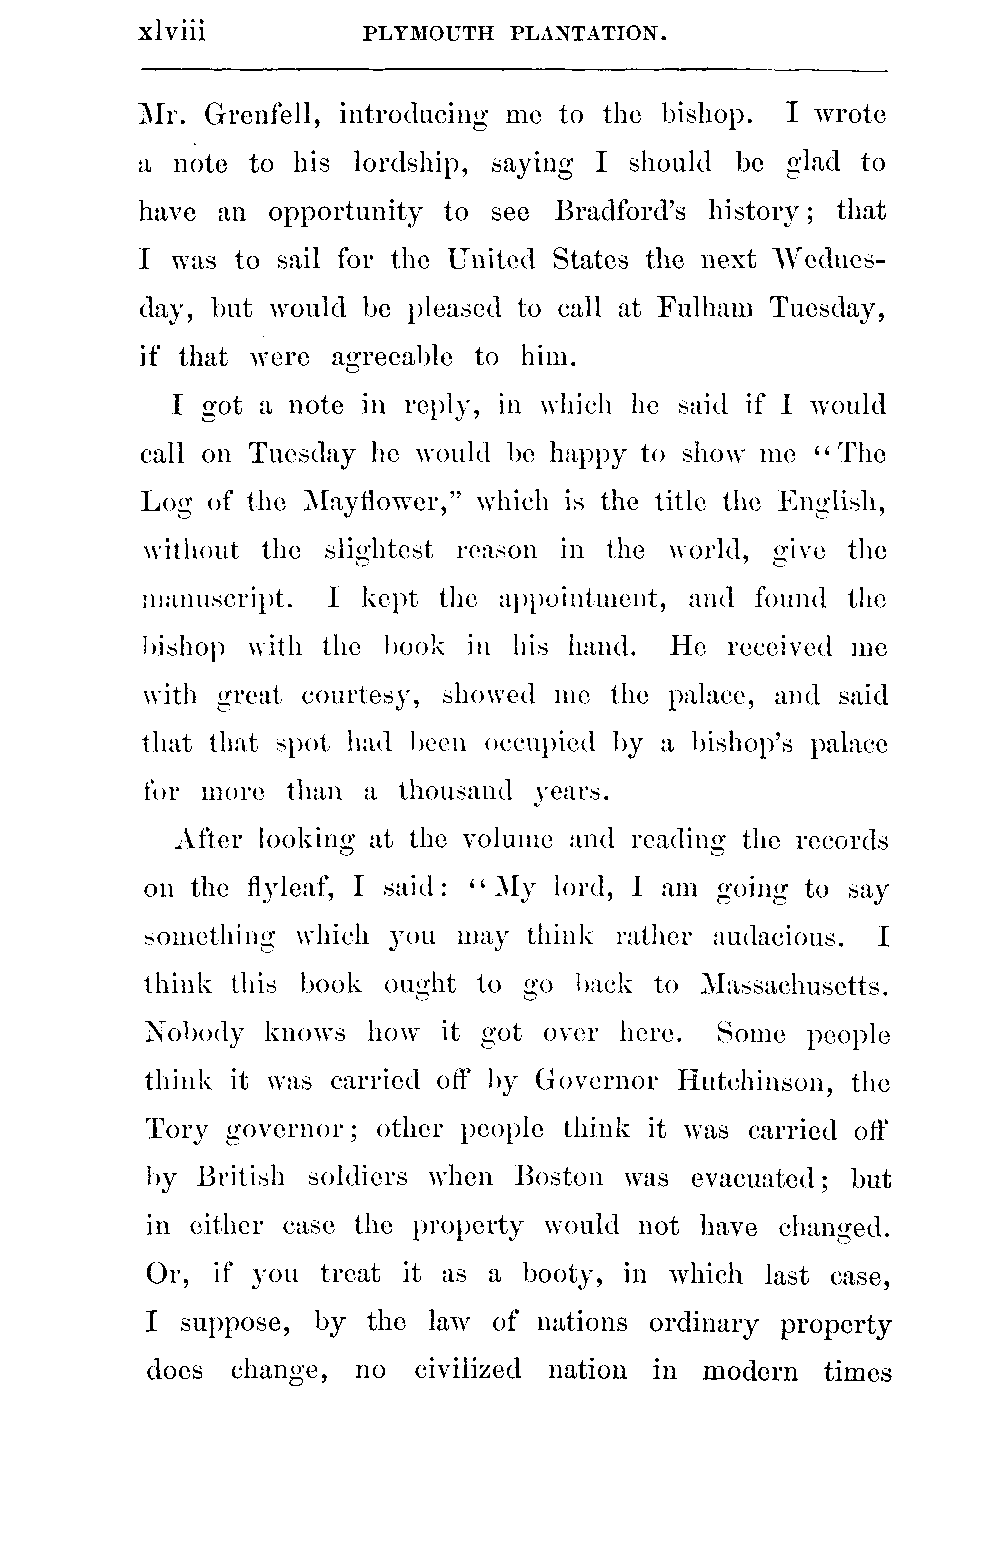 xlviii PLYMOUTH PLANTATION.
Mr. Grenfell, introducing me to the bishop. I wrote
a note to his lordship, saying I should be glad to
have an opportunity to see Bradford's history; that
I was to sail for the United States the next Wednes-
day, but would be pleased to call at Fulham Tuesday,
if that were agreeable to him.
I got a note in reply, in which he said if I would
call on Tuesday he would be happy to show me "The
Log of the Mayflower," which is the title the English,
without the slightest reason in the world, give the
manuscript. I kept the appointment, and found the
bishop with the book in his hand. He received me
with great courtesy, showed me the palace, and said
that that spot had been occupied by a bishop's palace
for more than a thousand years.
After looking at the volume and reading the records
on the flyleaf, I said: "My lord, I am going to say
something which you may think rather audacious. I
think this book ought to go back to Massachusetts.
Nobody knows how it got over here. Some people
think it was carried off by Governor Hutchinson, the
Tory governor; other people think it was carried off
by British soldiers when Boston was evacuated; but
in either case the property would not have changed.
Or, if you treat it as a booty, in which last case,
I suppose, by the law of nations ordinary property
does change, no civilized nation in modern times